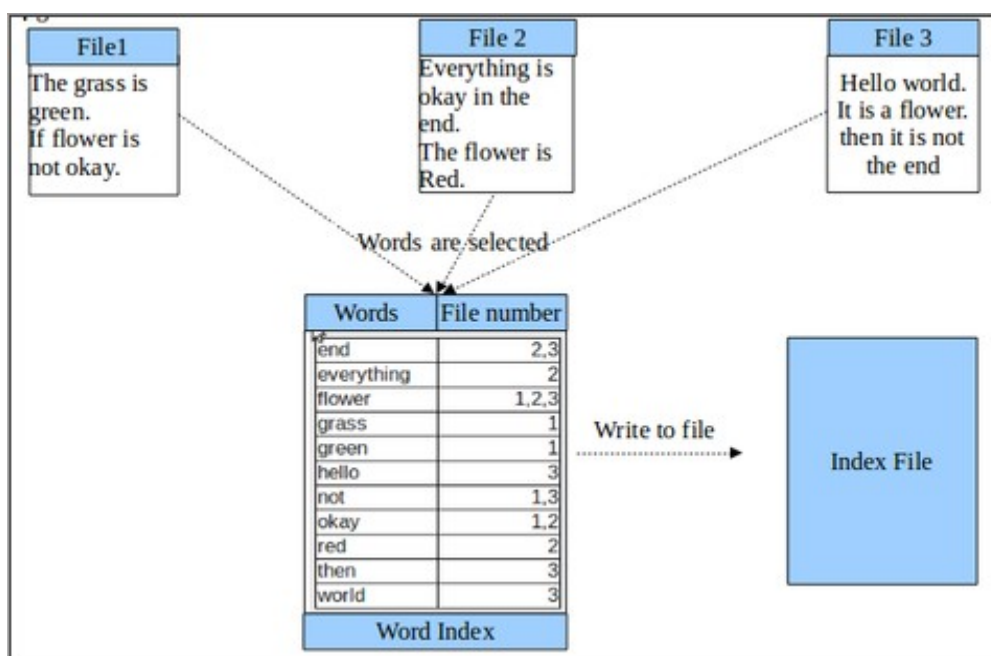 File1
The grass is
green.
If flower is
not okay.
File 2
Everything is
okay in the
end.
The flower is
Red.
File 3
Hello world.
It is a flower.
then it is not
the end
Words are selected
Words File number
end 2,3
everything 2
flower 1,2,3
grass 1
green 1
hello 3
not 1,3
okay 1,2
red 2
then 3
world 3
Word Index
Write to file
Index File